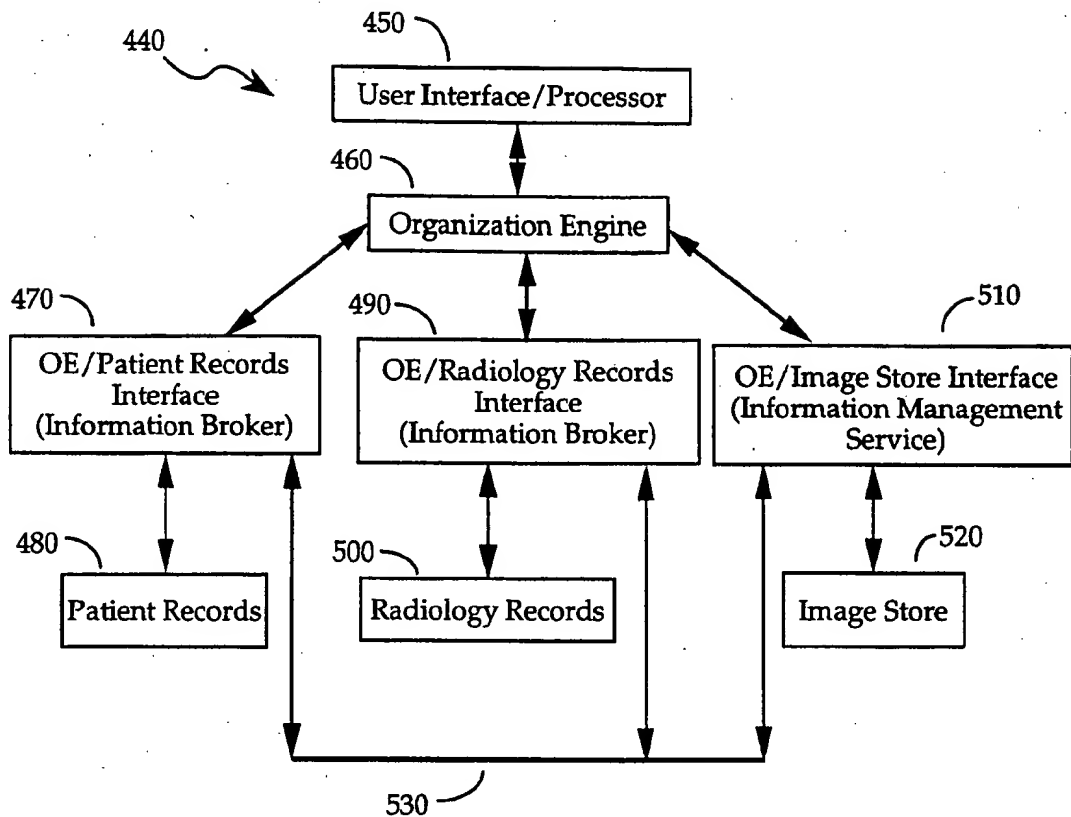 440
450
User Interface/Processor
460
Organization Engine
470
OE/Patient Records
Interface
(Information Broker)
490
OE/Radiology Records
Interface
(Information Broker)
510
OE/Image Store Interface
(Information Management
Service)
480
Patient Records
500
Radiology Records
520
Image Store
530